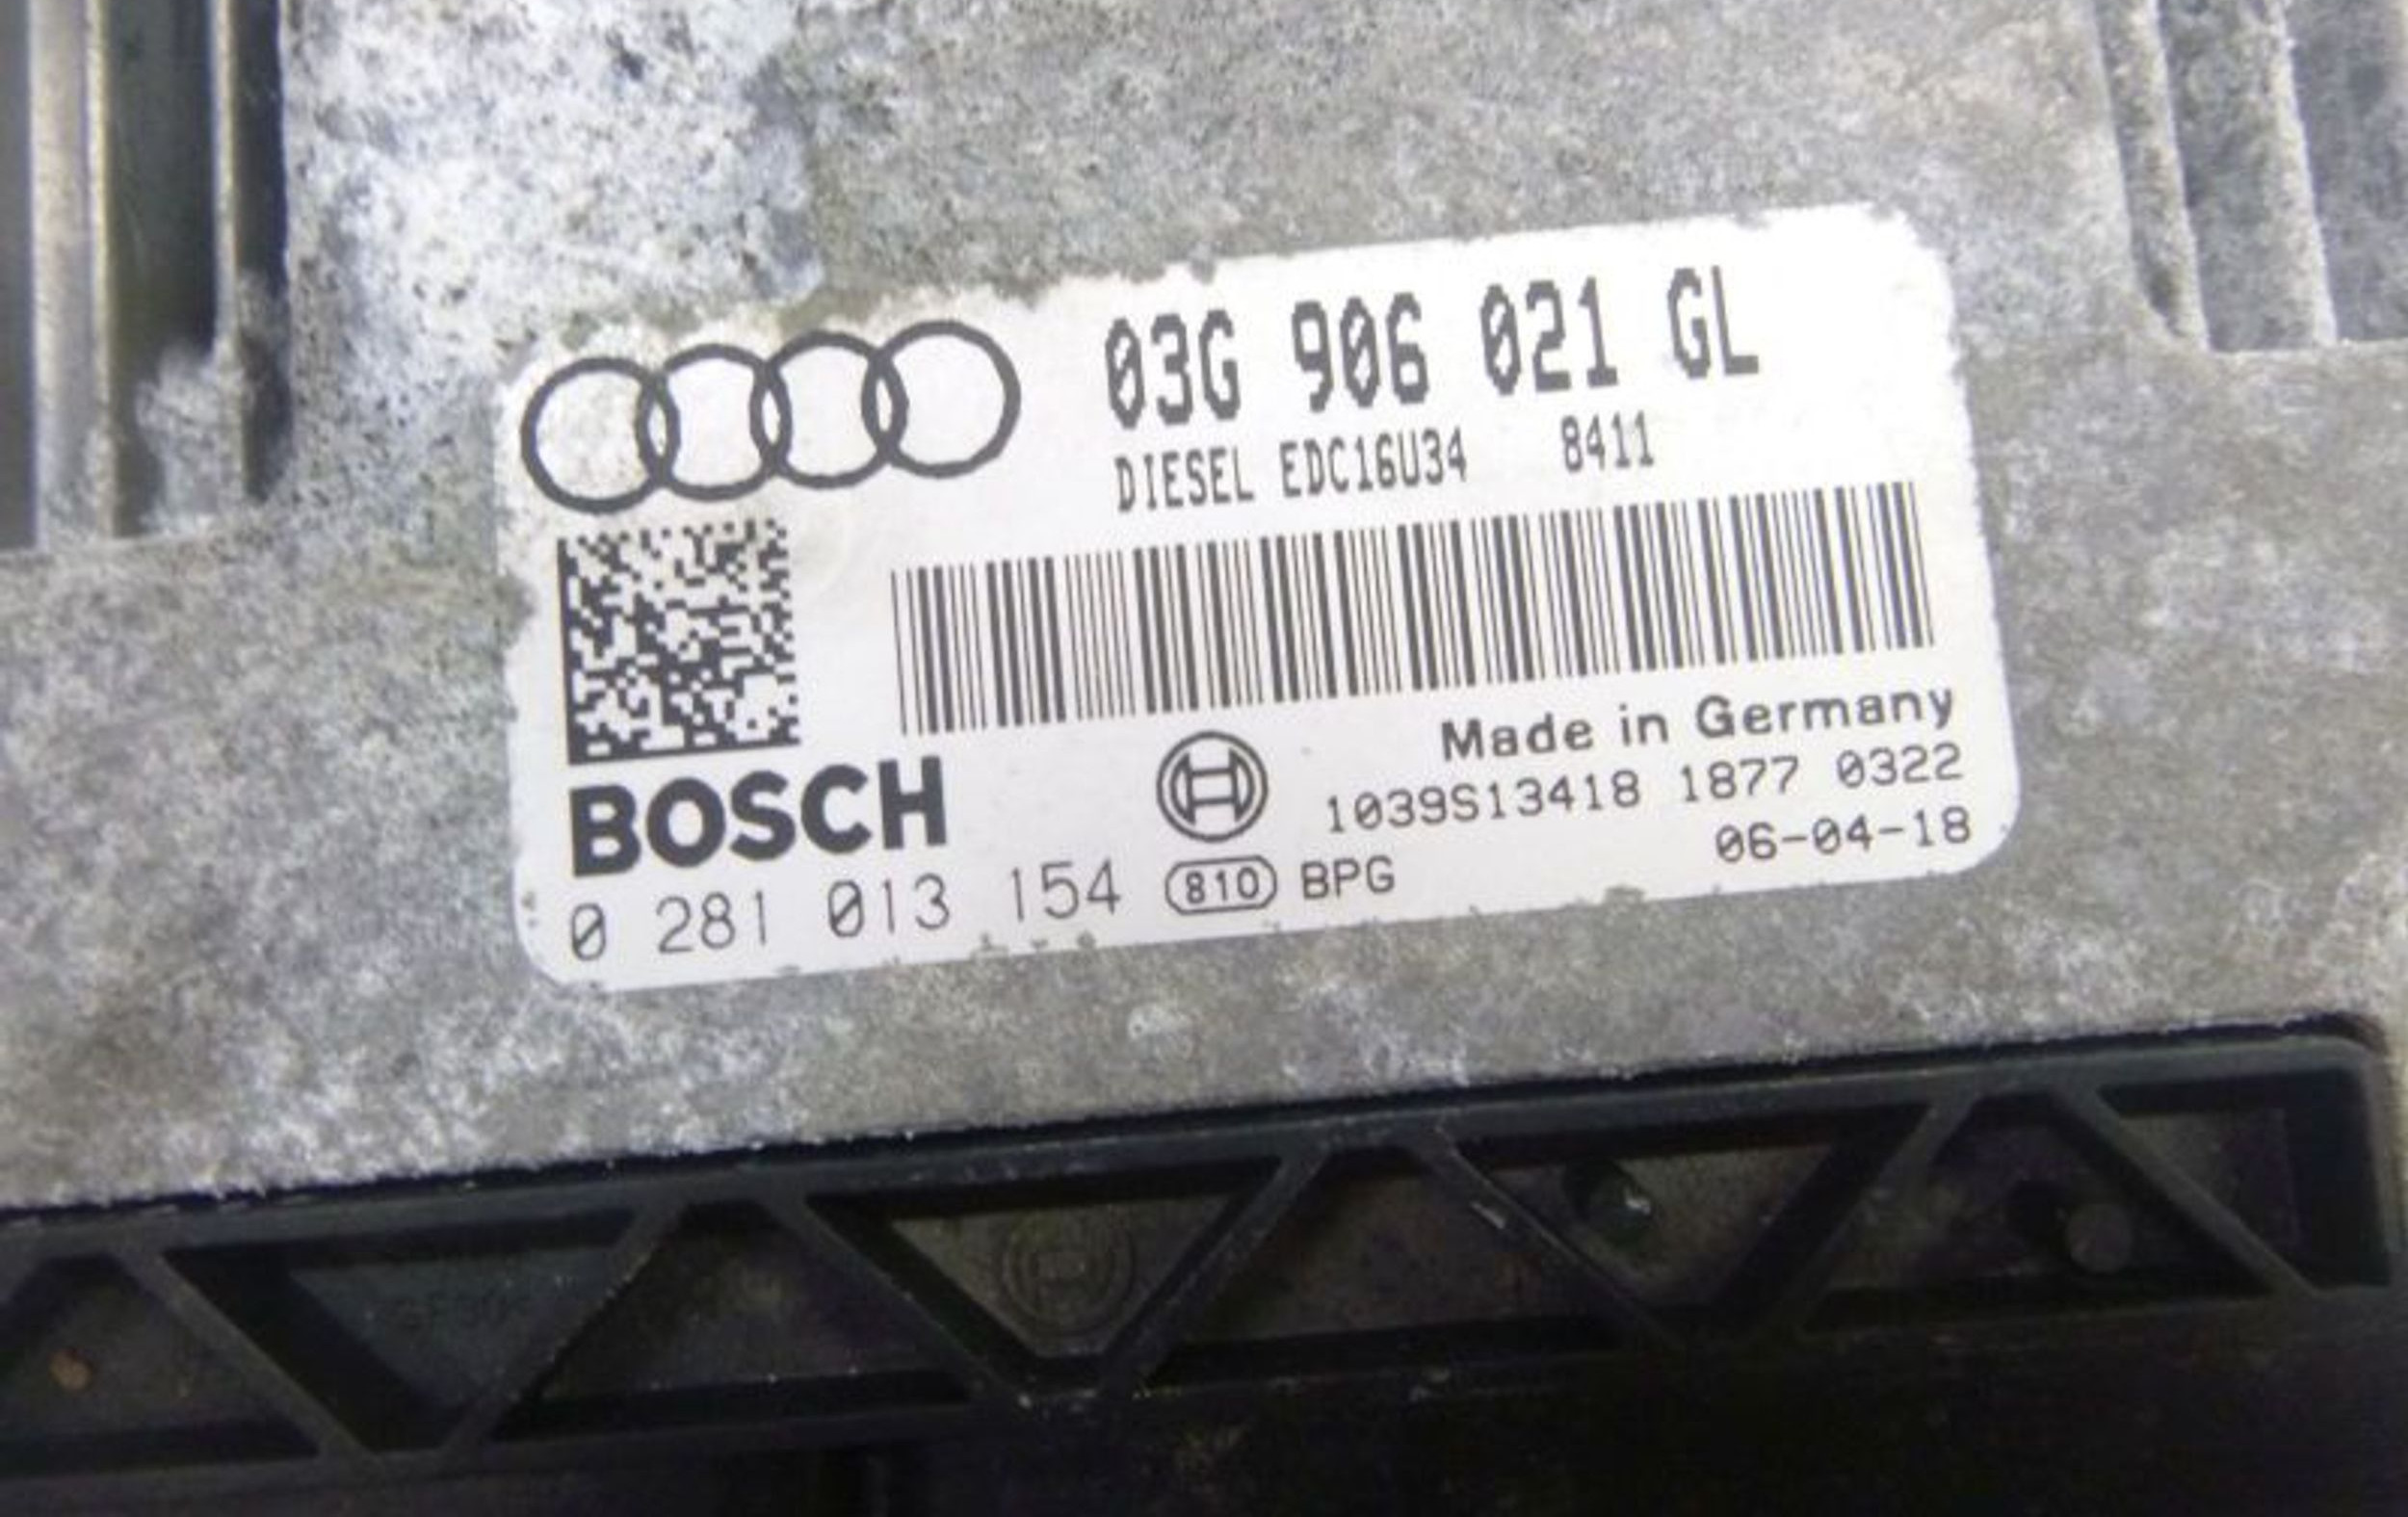 03G 906 021 GL
DIESEL EDC16U34 8411
Made in Germany
BOSCH
1039S13418 1877 0322
06-04-18
0 281 013 154 810 BPG